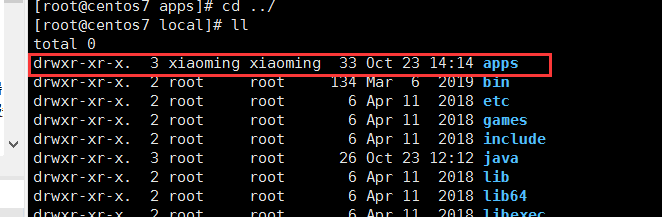 [root@centos7 apps]# cd ../
[root@centos7 local]# ll
total 0
drwxr-xr-x. 3 xiaoming xiaoming 33 Oct 23 14:14 apps
drwxr-xr-x. 2 root root 134 Mar 6 2019 bin
drwxr-xr-x. 2 root root 6 Apr 11 2018 etc
drwxr-xr-x. 2 root root 6 Apr 11 2018 games
drwxr-xr-x. 2 root root 6 Apr 11 2018 include
drwxr-xr-x. 3 root root 26 Oct 23 12:12 java
drwxr-xr-x. 2 root root 6 Apr 11 2018 lib
drwxr-xr-x. 2 root root 6 Apr 11 2018 lib64
drwxr-xr-x. 2 root root 6 Apr 11 2018 libexec